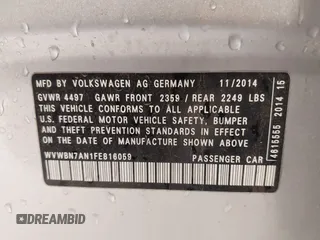 MFD BY VOLKSWAGEN AG GERMANY 11/2014
GVWR 4497 GAWR FRONT 2359 / REAR 2249 LBS
THIS VEHICLE CONFORMS TO ALL APPLICABLE
U.S. FEDERAL MOTOR VEHICLE SAFETY, BUMPER
AND THEFT PREVENTION STANDARDS IN EFFECT
ON THE DATE OF MANUFACTURE SHOWN ABOVE.
WVWBN7AN1FE816059 PASSENGER CAR
4615555 2014 15
© BIDHISTORY